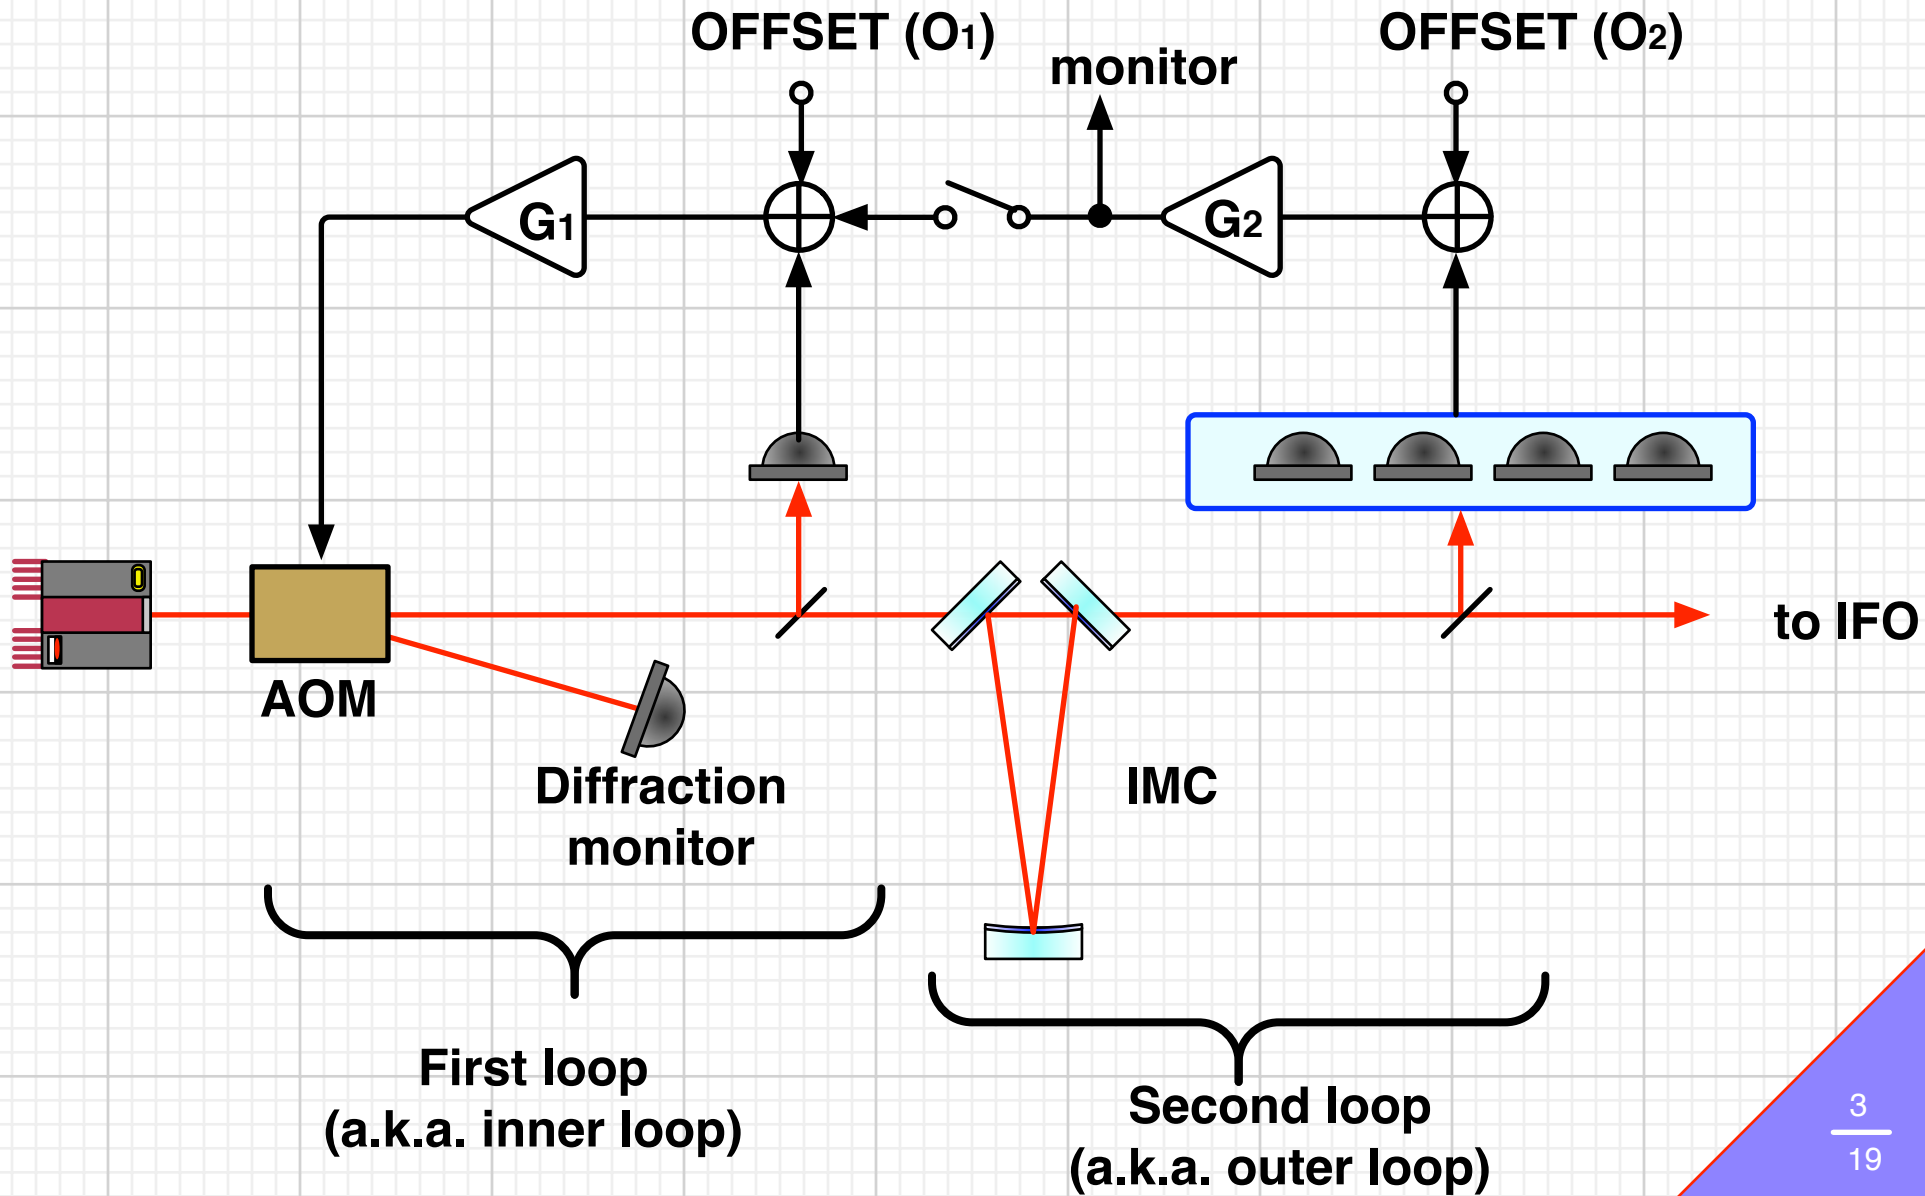 OFFSET (O1)
monitor
OFFSET (O2)
G1
G2
to IFO
AOM
Diffraction
monitor
IMC
First loop
(a.k.a. inner loop)
Second loop
(a.k.a. outer loop)
3
19